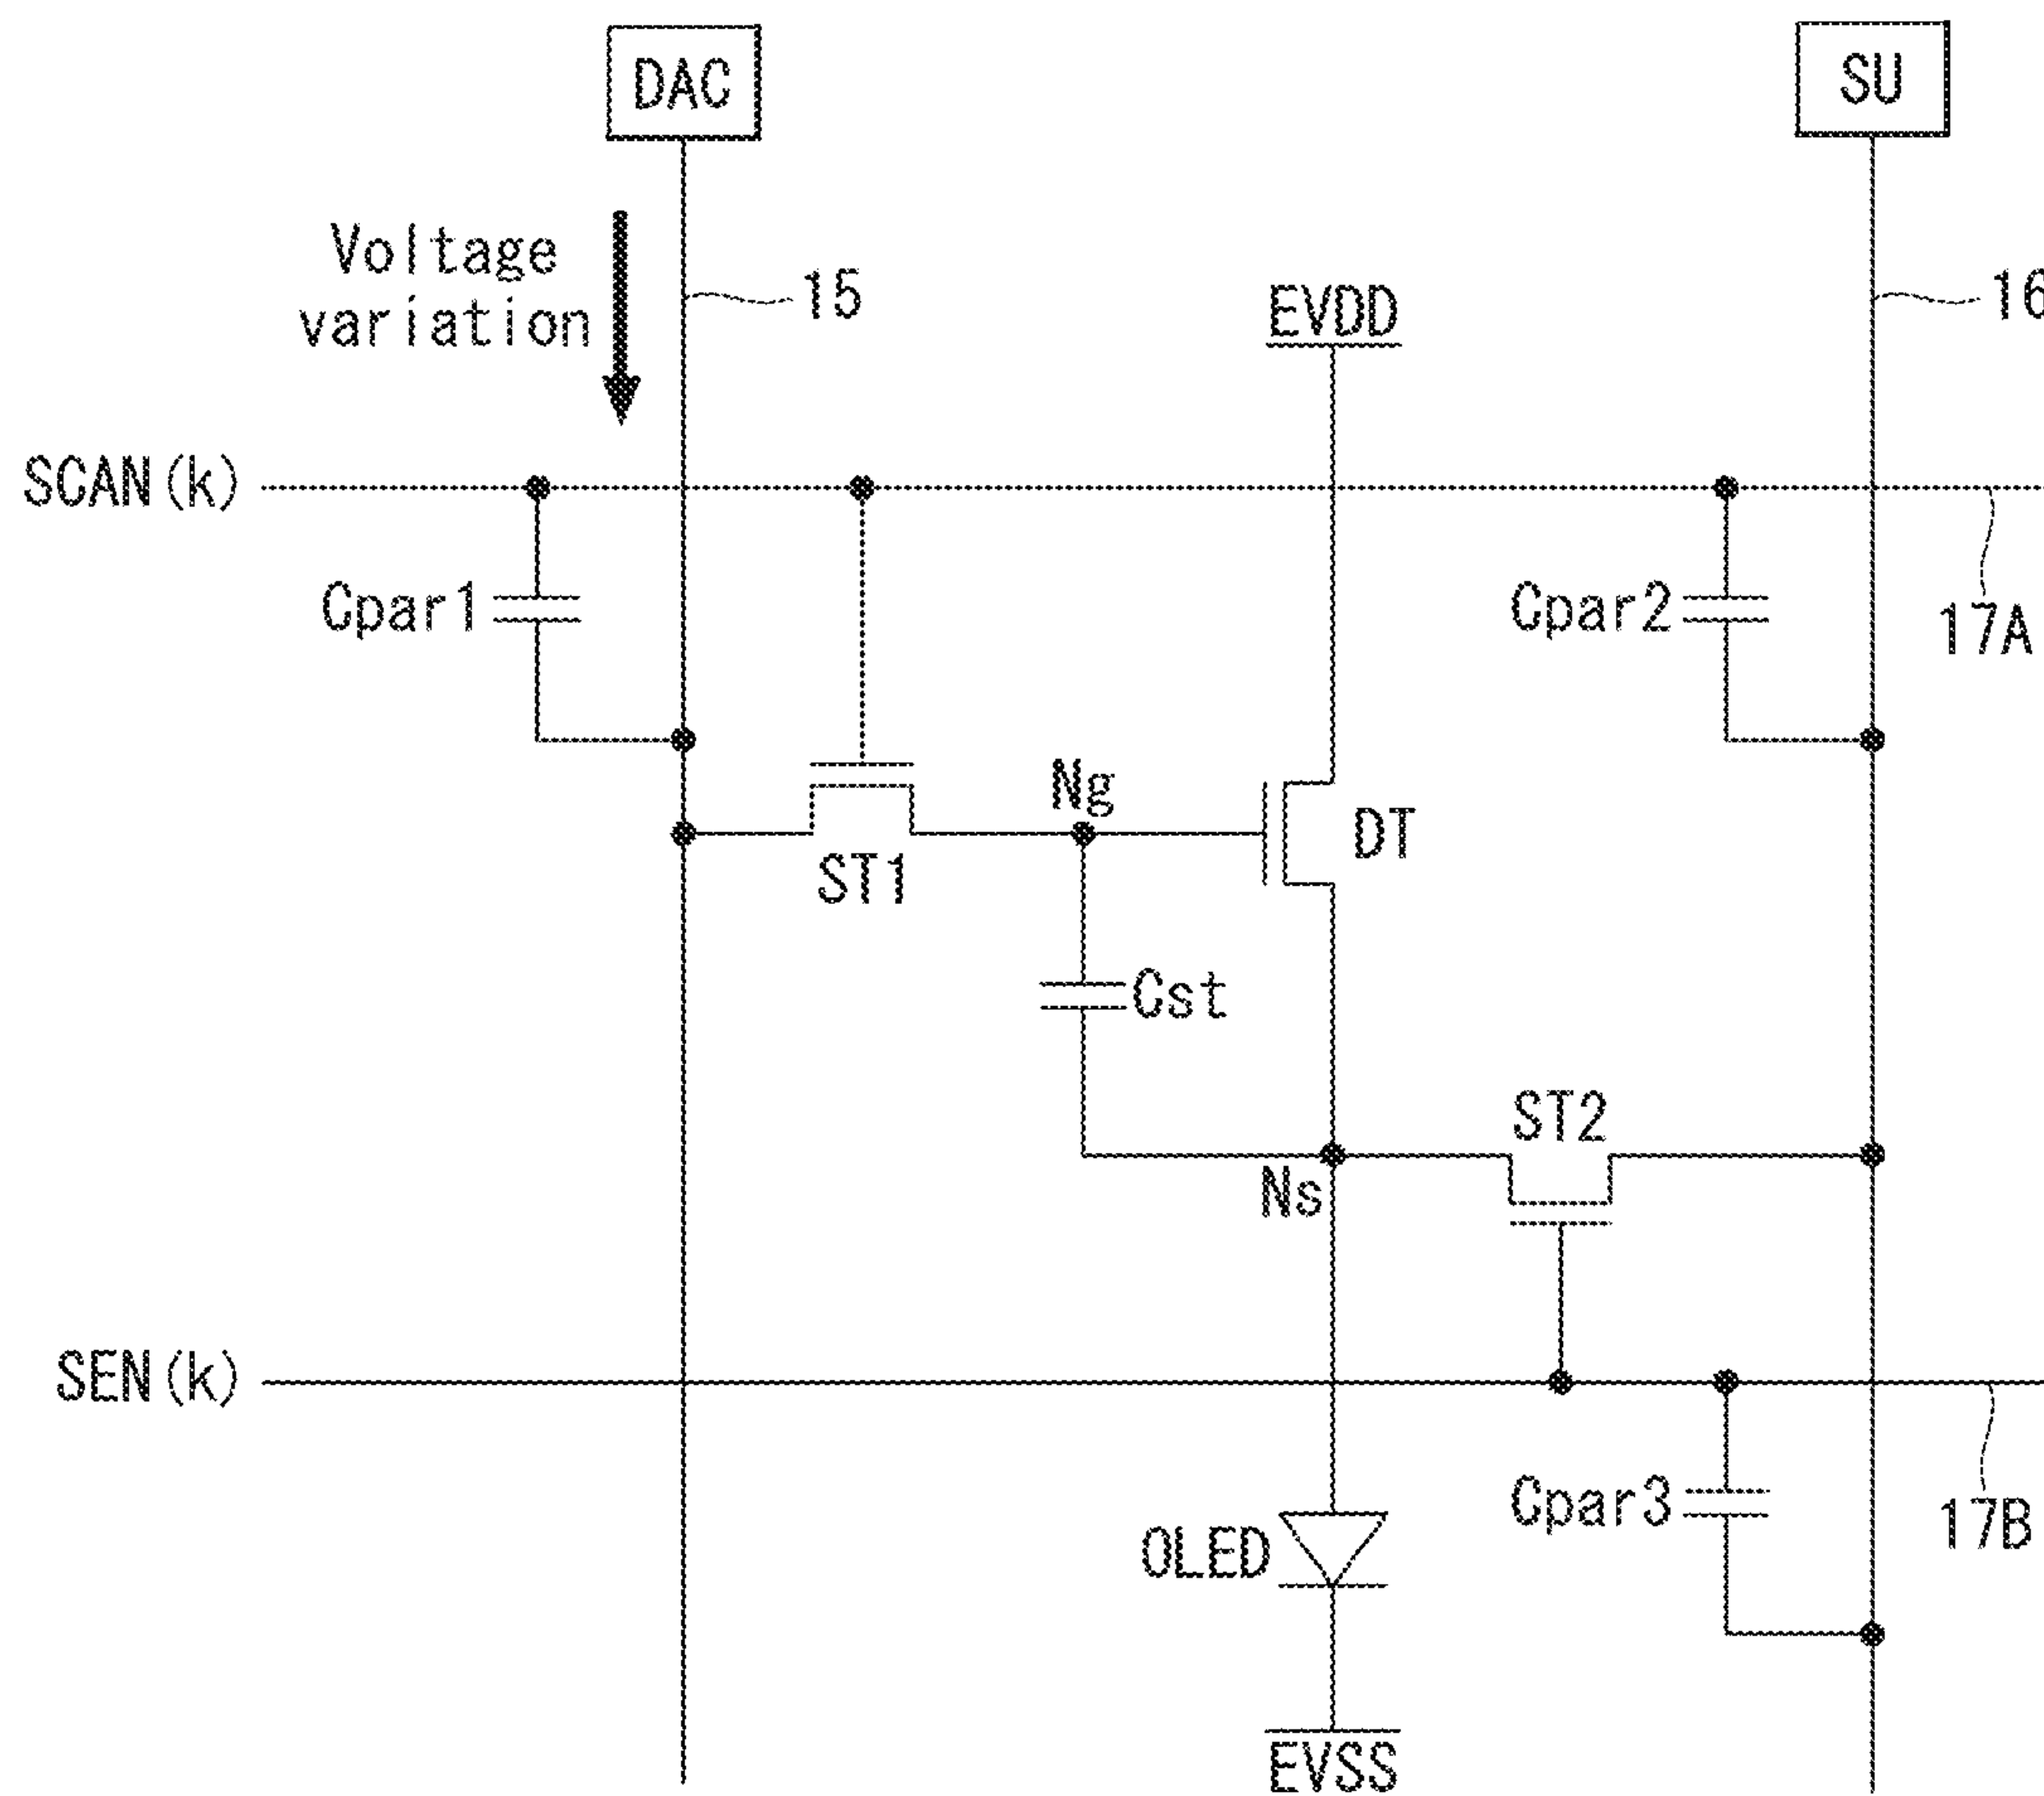 DAC
SU
Voltage
variation
15
16
EVDD
SCAN(k)
Cpar1
Cpar2
17A
Ng
DT
ST1
Cst
ST2
Ns
SEN(k)
Cpar3
17B
OLED
EVSS